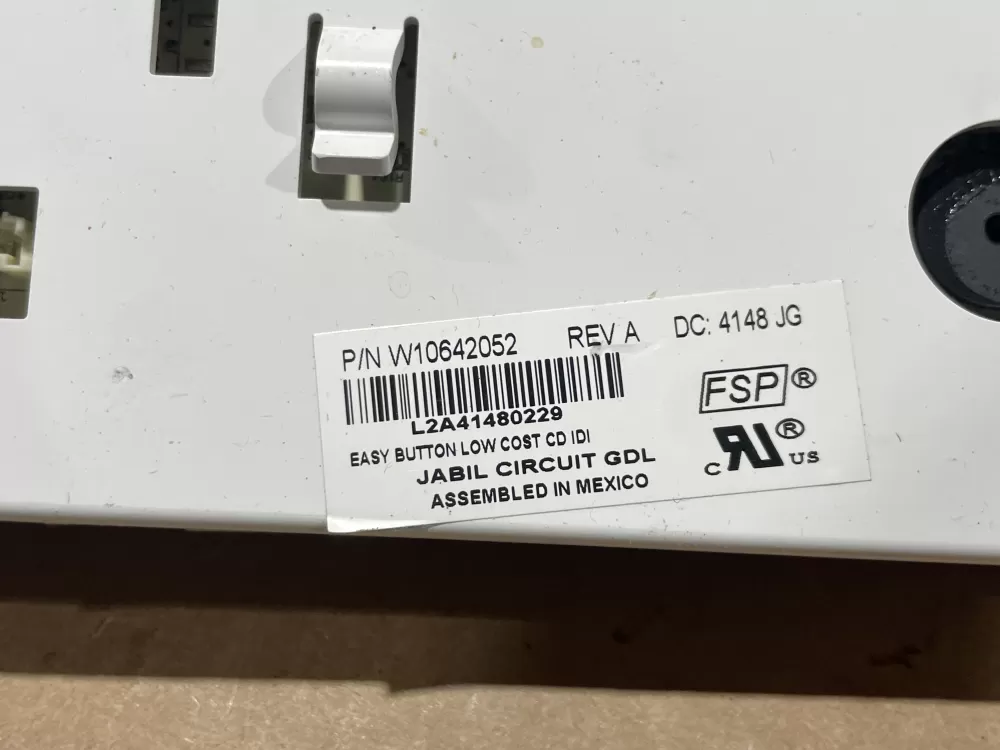 P/N W10642052 REV A DC: 4148 JG
L2A41480229
FSP®
EASY BUTTON LOW COST CD IDI
JABIL CIRCUIT GDL
ASSEMBLED IN MEXICO
C RU® US